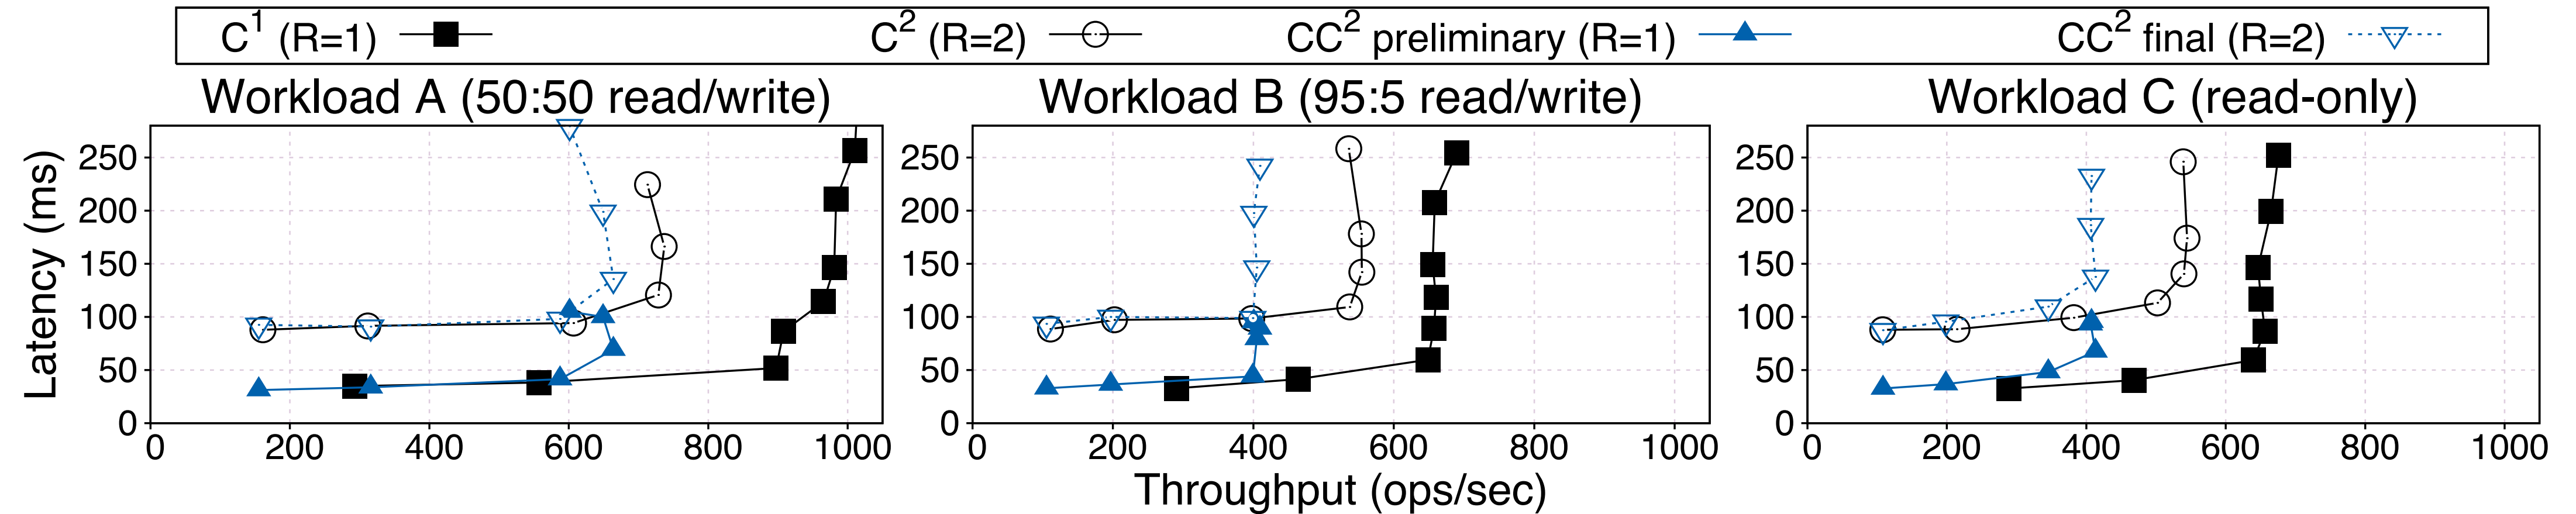 C¹ (R=1) C² (R=2) CC² preliminary (R=1) CC² final (R=2)
Workload A (50:50 read/write) Workload B (95:5 read/write) Workload C (read-only)
Latency (ms)
250 250 250
200 200 200
150 150 150
100 100 100
50 50 50
0 0 0
0 200 400 600 800 1000 0 200 400 600 800 1000 0 200 400 600 800 1000
Throughput (ops/sec)